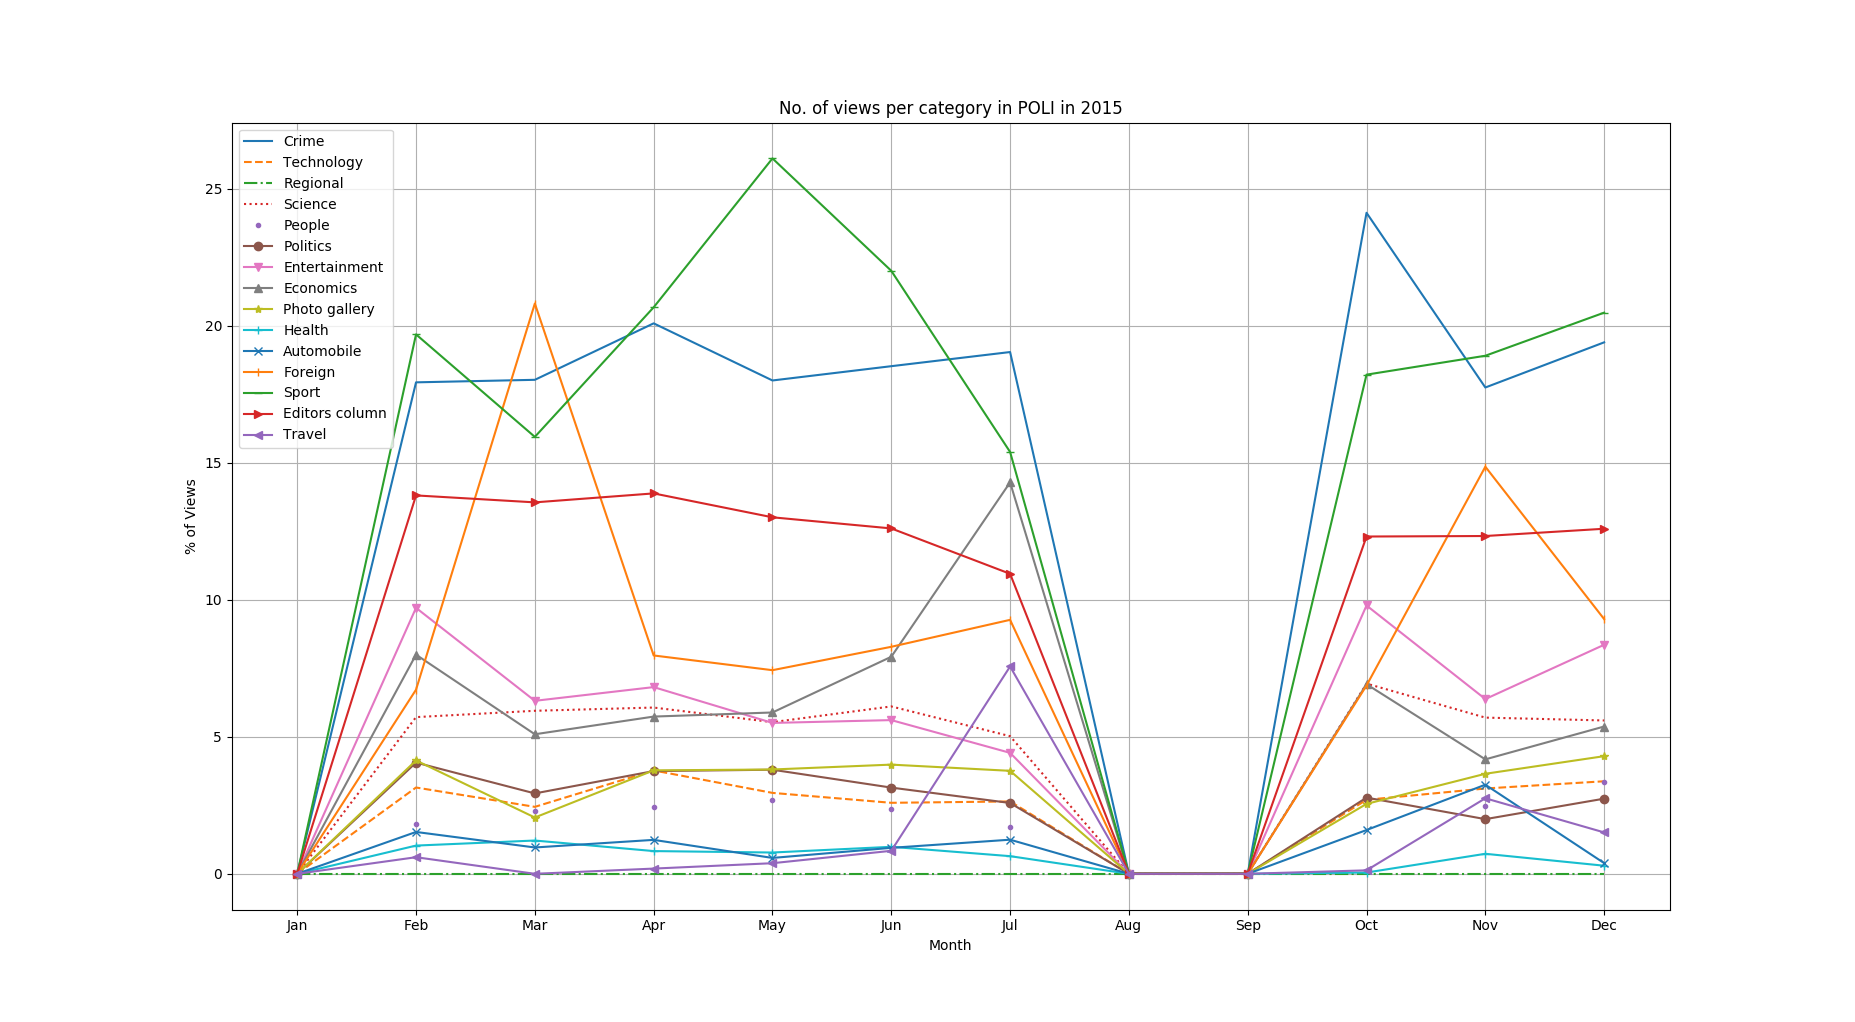 No. of views per category in POLI in 2015
Crime
Technology
Regional
Science
People
Politics
Entertainment
Economics
Photo gallery
Health
Automobile
Foreign
Sport
Editors column
Travel
25
20
15
10
5
0
% of Views
Jan Feb Mar Apr May Jun Jul Aug Sep Oct Nov Dec
Month